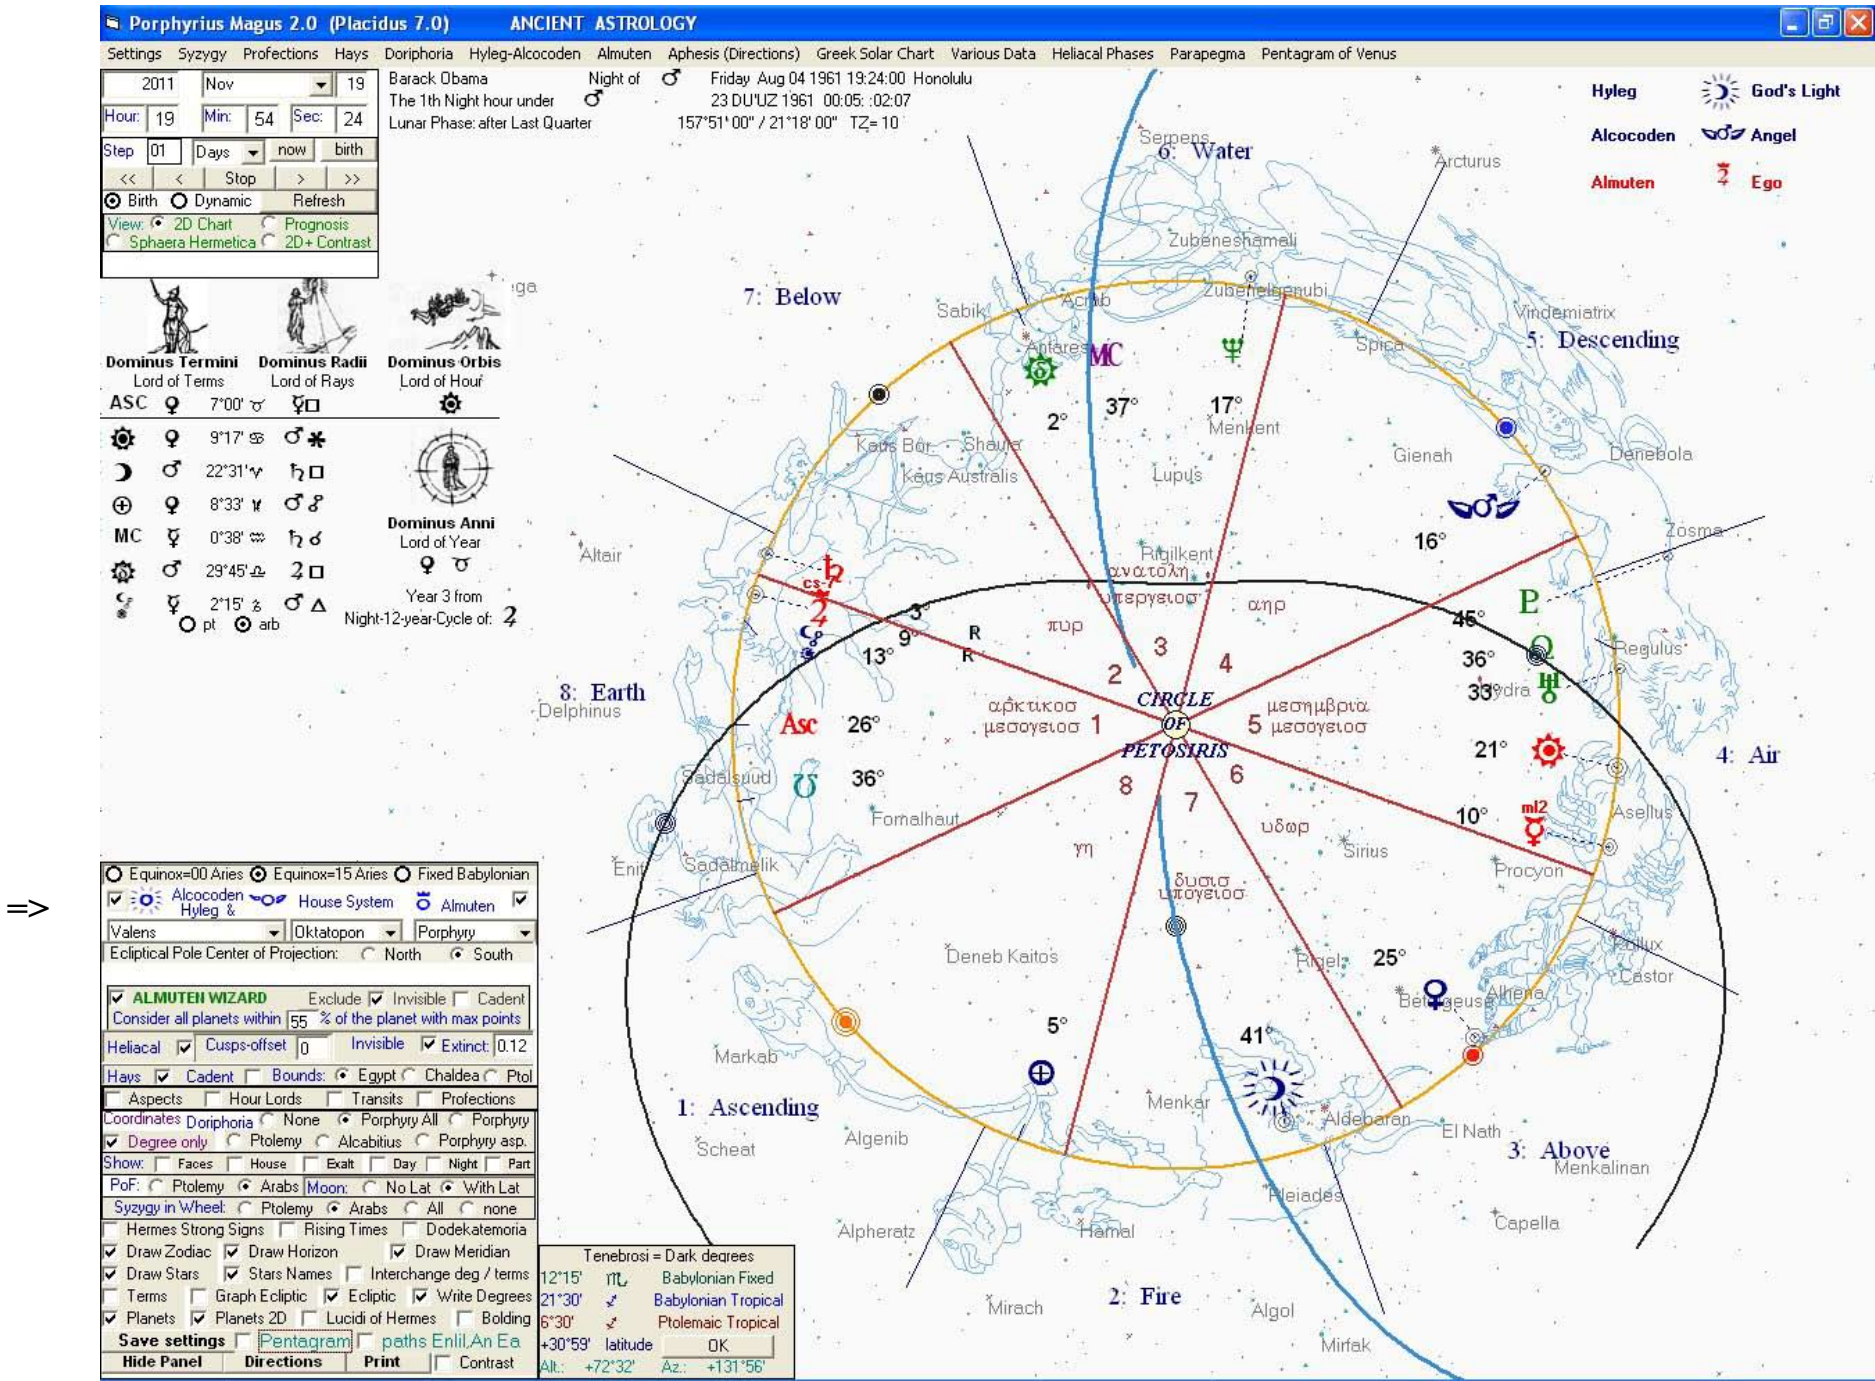 Porphyrius Magus 2.0 (Placidus 7.0) ANCIENT ASTROLOGY
Settings Syzygy Profections Hays Doriphoria Hyleg-Alcocoden Almuten Aphesis (Directions) Greek Solar Chart Various Data Heliacal Phases Parapegma Pentagram of Venus
2011 Nov 19
Hour: 19 Min: 54 Sec: 24
Step 01 Days now birth
<< < Stop > >>
Birth Dynamic Refresh
View: 2D Chart Prognosis
Sphaera Hermetica 2D+ Contrast
Barack Obama Night of ♂ Friday Aug 04 1961 19:24:00 Honolulu
The 1th Night hour under ♂ 23 DU'UZ 1961 00:05: :02:07
Lunar Phase: after Last Quarter 157°51'00" / 21°18'00" TZ= 10
Hyleg God's Light
Alcocoden ♂ Angel
Almuten ♃ Ego
Dominus Termini Dominus Radii Dominus Orbis
Lord of Terms Lord of Rays Lord of Hour
ASC ♀ 7°00' ♉ ☿□
♀ 9°17' ♋ ♂⚹
☽ ♂ 22°31' ♈ ♄□
⊕ ♀ 8°33' ♂☍
MC ☿ 0°38' ♒ ♄☌
♂ 29°45' ♎ ♃□
☿ 2°15' ♂△
pt arb
Dominus Anni
Lord of Year
♀ ♉
Year 3 from
Night-12-year-Cycle of: ♃
6: Water
7: Below
5: Descending
8: Earth
4: Air
1: Ascending
3: Above
2: Fire
Serpens
Arcturus
Zubeneshamali
Zubenelgenubi
Acrab
Sabik
Antares
Vindemiatrix
Spica
MC
2° 37° 17°
Menkent
Kaus Bor. Shaula
Kaus Australis
Lupus
Gienah
Denebola
16°
Zosma
Altair
Rigilkent
ανατολη
υπεργειοσ
αηρ
πυρ
cs-7
♄
♃
3°
9°
13°
R
R
P
45°
36°
33°
Regulus
Hydra
2 3 4
CIRCLE
OF
PETOSIRIS
αρκτικοσ
μεσογειοσ 1
5 μεσημβρια
μεσογειοσ
8 7 6
Delphinus
Asc 26°
21°
Sadalsuud
36°
Fomalhaut
10°
ml2
☿
Asellus
υδωρ
γη
Sirius
Procyon
δυσισ
υπογειοσ
Enif
Sadalmelik
Deneb Kaitos
Rigel
25°
Pollux
Castor
Betelgeuse
Alhena
♀
Markab
5°
41°
Menkar
Aldebaran
El Nath
Scheat
Algenib
Menkalinan
Pleiades
Alpheratz
Hamal
Capella
Mirach
Algol
Mirfak
=>
Equinox=00 Aries Equinox=15 Aries Fixed Babylonian
Alcocoden House System Almuten
Hyleg &
Valens Oktatopon Porphyry
Ecliptical Pole Center of Projection: North South
ALMUTEN WIZARD Exclude Invisible Cadent
Consider all planets within 55 % of the planet with max points
Heliacal Cusps-offset 0 Invisible Extinct: 0.12
Hays Cadent Bounds: Egypt Chaldea Ptol
Aspects Hour Lords Transits Profections
Coordinates Doriphoria None Porphyry All Porphyry
Degree only Ptolemy Alcabitius Porphyry asp.
Show: Faces House Exalt Day Night Part
PoF: Ptolemy Arabs Moon: No Lat With Lat
Syzygy in Wheel: Ptolemy Arabs All none
Hermes Strong Signs Rising Times Dodekatemoria
Draw Zodiac Draw Horizon Draw Meridian
Draw Stars Stars Names Interchange deg / terms
Terms Graph Ecliptic Ecliptic Write Degrees
Planets Planets 2D Lucidi of Hermes Bolding
Save settings Pentagram paths Enlil,An Ea
Hide Panel Directions Print Contrast
Tenebrosi = Dark degrees
12°15' ♏ Babylonian Fixed
21°30' ♐ Babylonian Tropical
6°30' ♐ Ptolemaic Tropical
+30°59' latitude OK
Alt.: +72°32' Az.: +131°56'